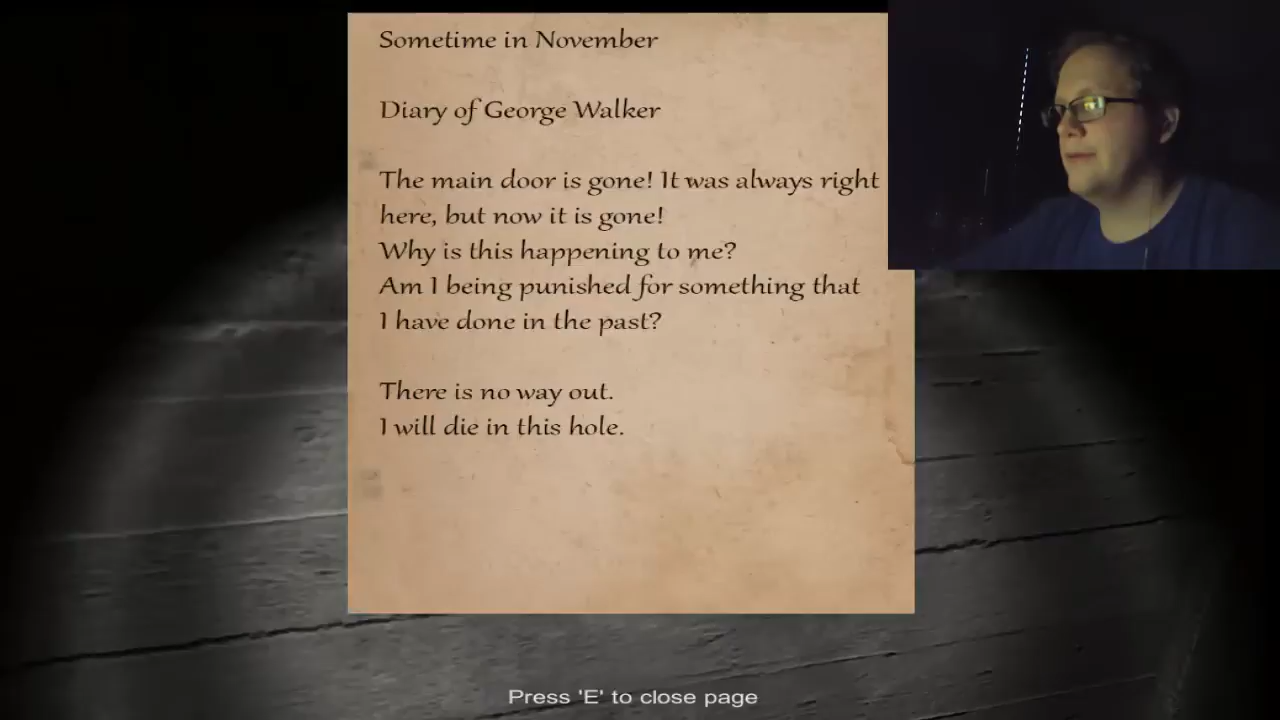 Sometime in November
Diary of George Walker
The main door is gone! It was always right
here, but now it is gone!
Why is this happening to me?
Am I being punished for something that
I have done in the past?
There is no way out.
I will die in this hole.
Press 'E' to close page